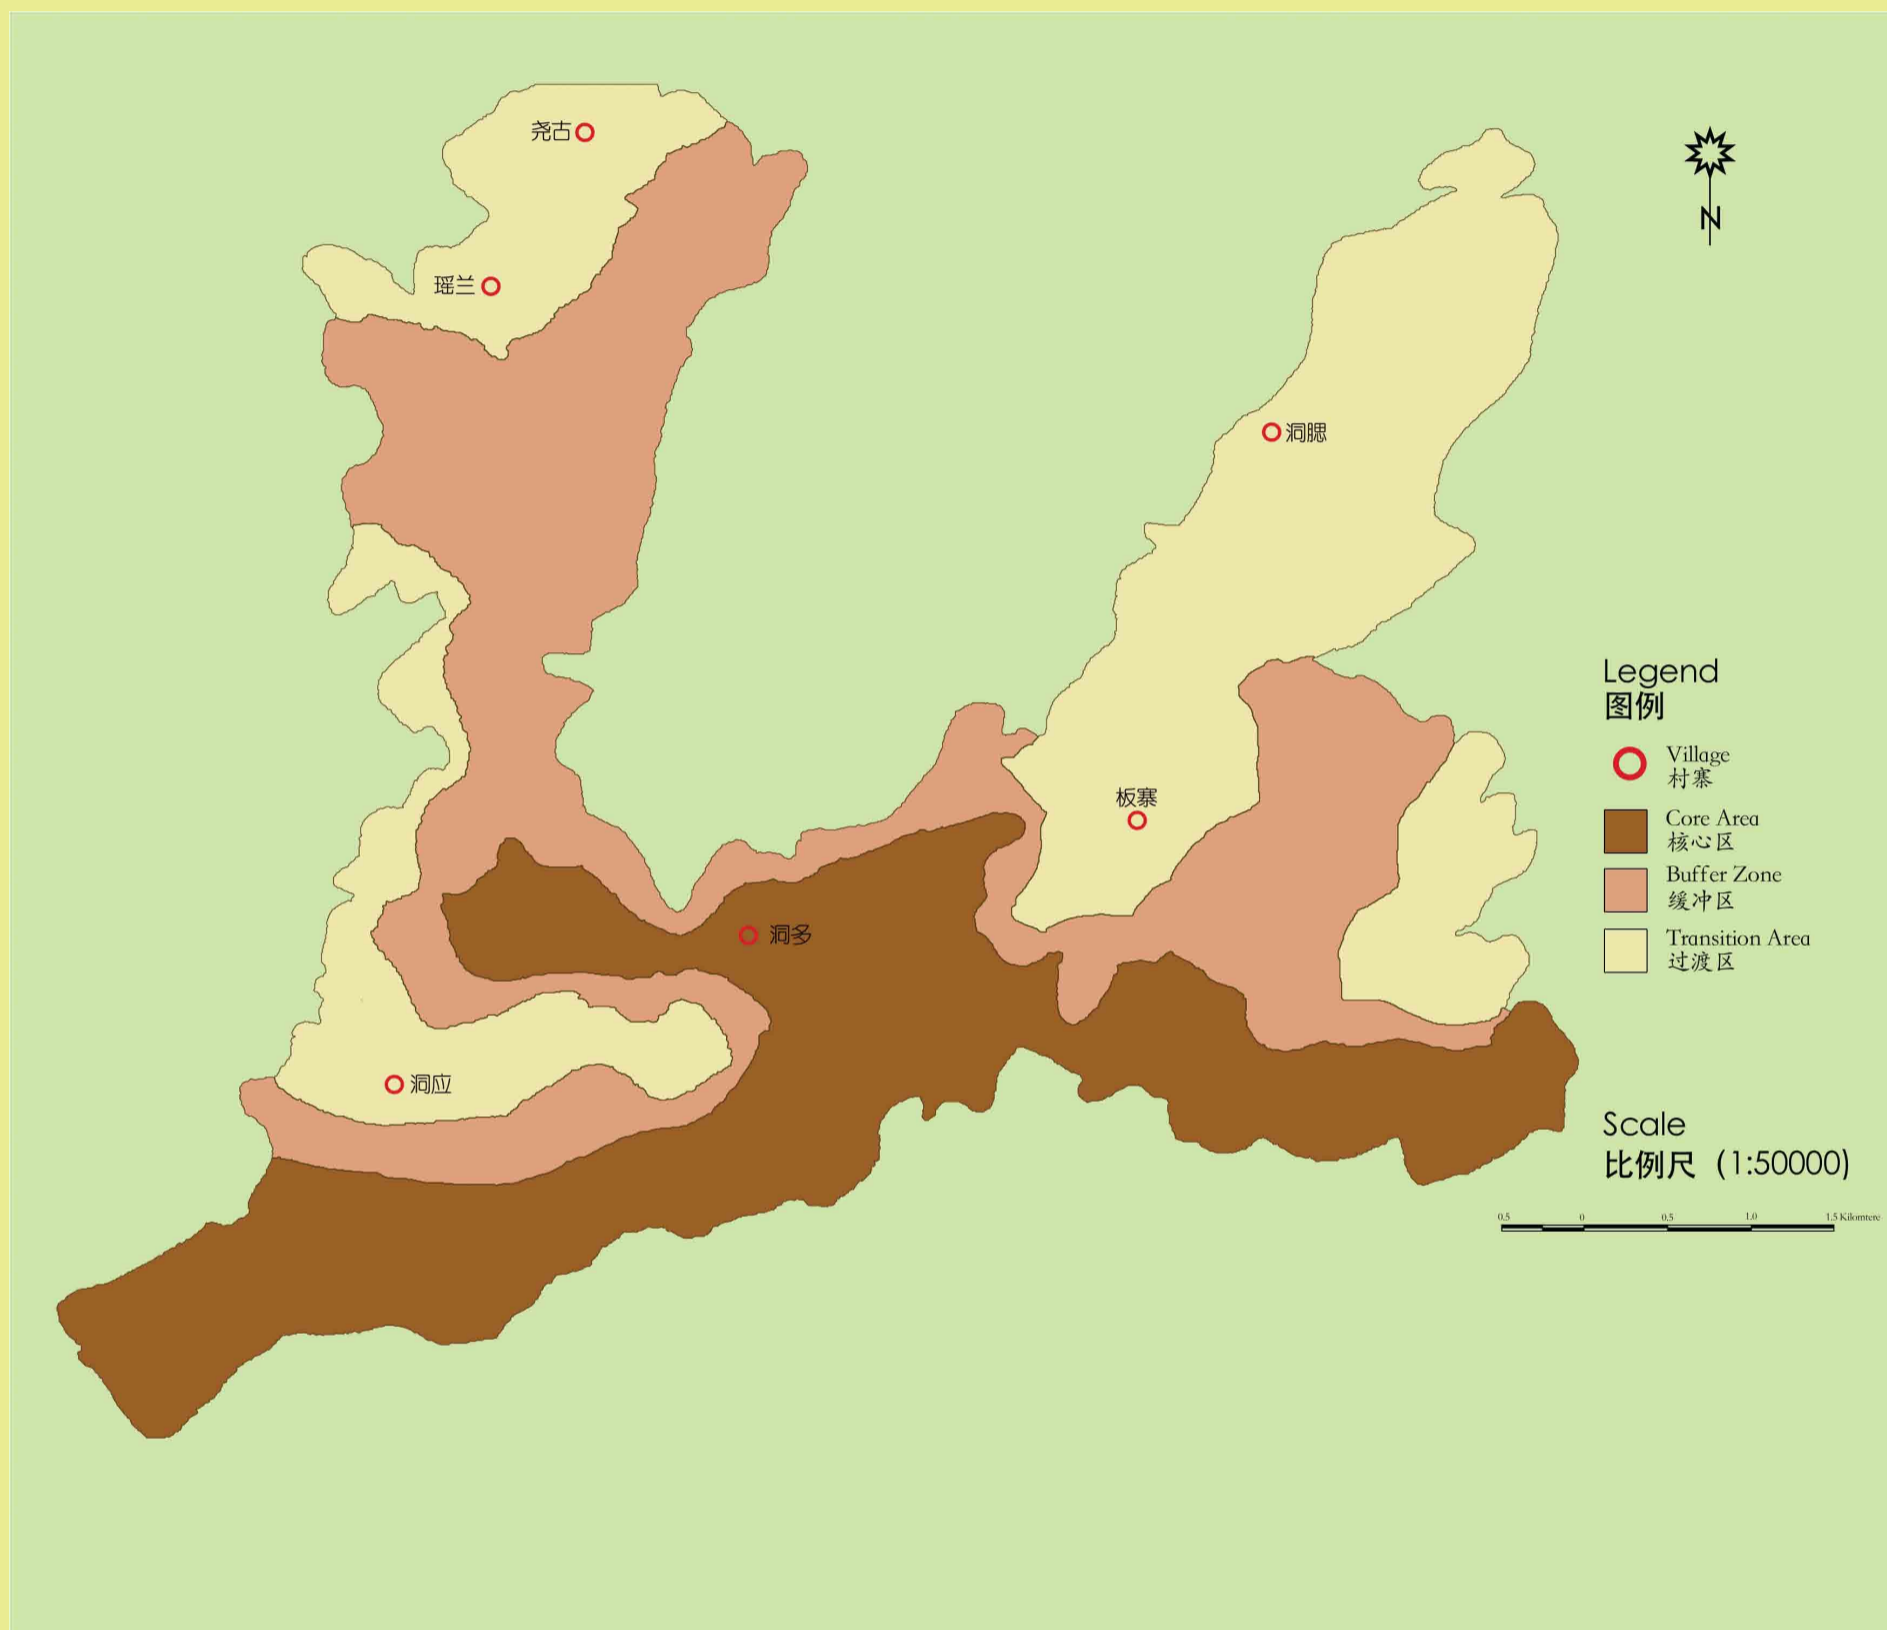 尧古
瑶兰
洞腮
板寨
洞多
洞应
N
Legend
图例
Village
村寨
Core Area
核心区
Buffer Zone
缓冲区
Transition Area
过渡区
Scale
比例尺 (1:50000)
0.5 0 0.5 1.0 1.5 Kilomtere